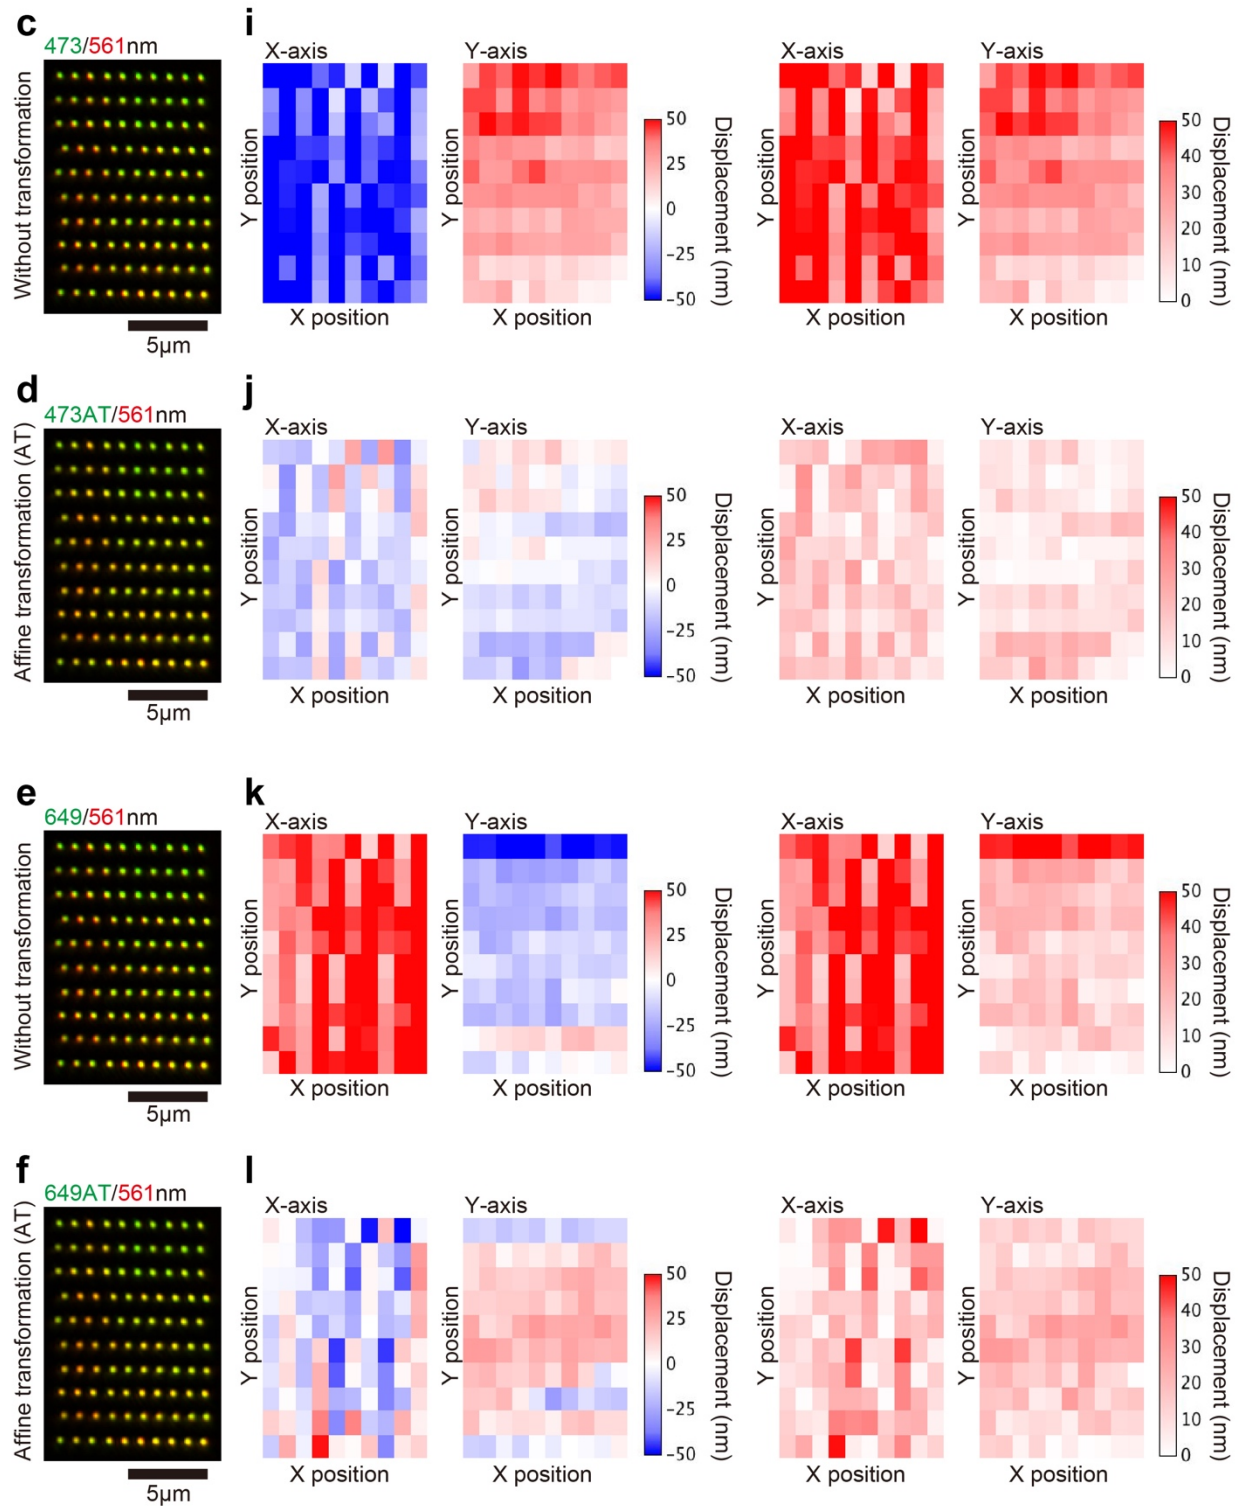 c
473/561nm
Without transformation
5μm
i
X-axis
Y-axis
Y position
Y position
X position
X position
50
25
0
−25
−50
Displacement (nm)
X-axis
Y-axis
Y position
Y position
X position
X position
50
40
30
20
10
0
Displacement (nm)
d
473AT/561nm
Affine transformation (AT)
5μm
j
X-axis
Y-axis
Y position
Y position
X position
X position
50
25
0
−25
−50
Displacement (nm)
X-axis
Y-axis
Y position
Y position
X position
X position
50
40
30
20
10
0
Displacement (nm)
e
649/561nm
Without transformation
5μm
k
X-axis
Y-axis
Y position
Y position
X position
X position
50
25
0
−25
−50
Displacement (nm)
X-axis
Y-axis
Y position
Y position
X position
X position
50
40
30
20
10
0
Displacement (nm)
f
649AT/561nm
Affine transformation (AT)
5μm
l
X-axis
Y-axis
Y position
Y position
X position
X position
50
25
0
−25
−50
Displacement (nm)
X-axis
Y-axis
Y position
Y position
X position
X position
50
40
30
20
10
0
Displacement (nm)